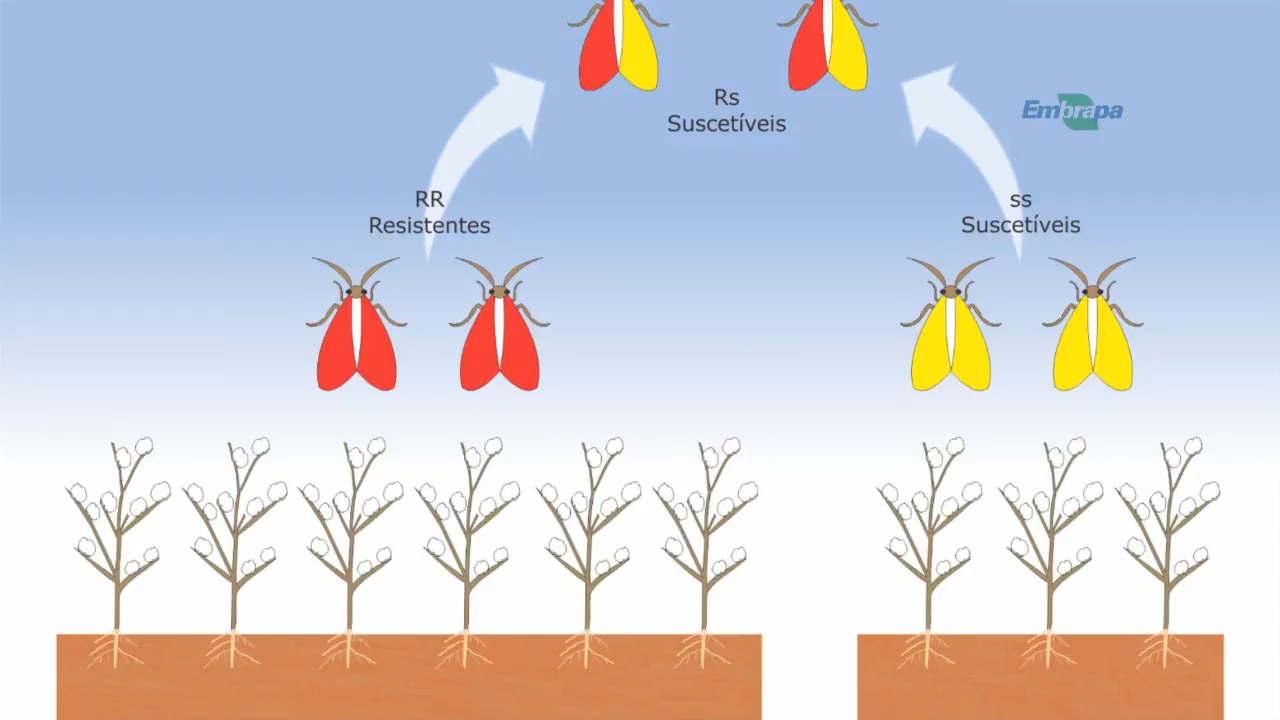 Rs
Suscetíveis
Embrapa
RR
Resistentes
ss
Suscetíveis